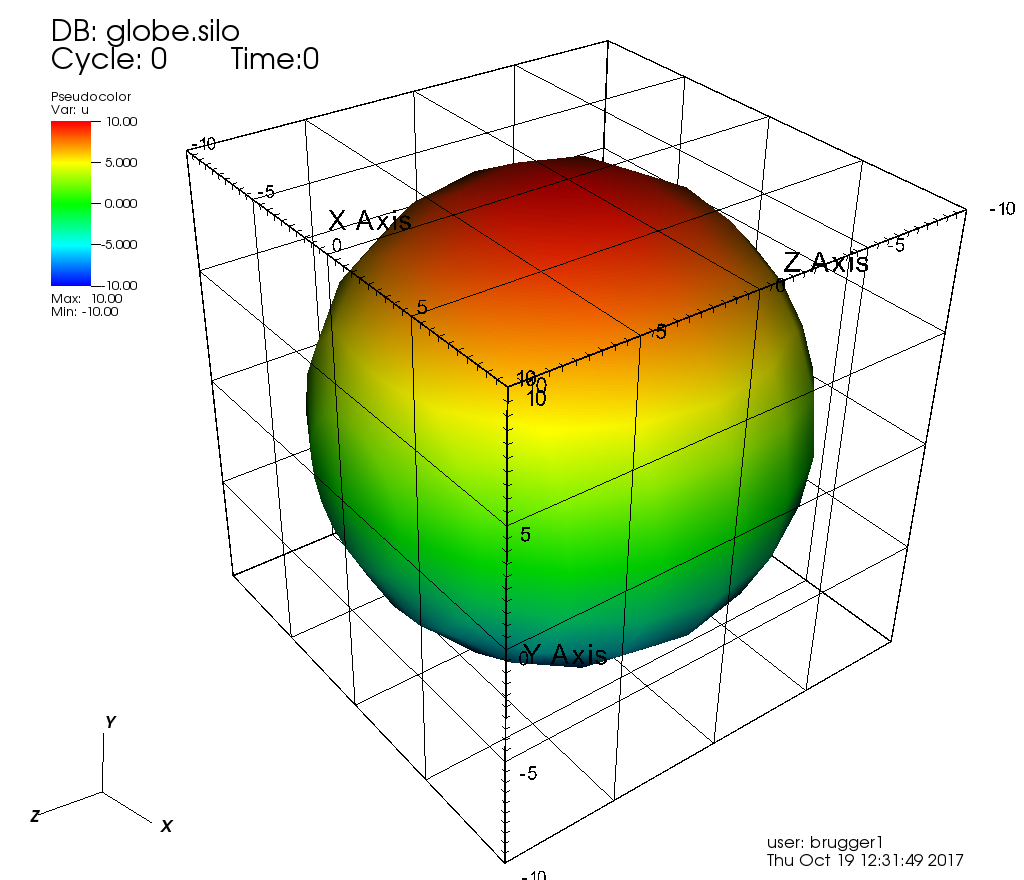 DB: globe.silo
Cycle: 0 Time:0
Pseudocolor
Var: u
10.00
5.000
0.000
-5.000
-10.00
Max: 10.00
Min: -10.00
-10
-5
X Axis
0
5
10
-10
-5
Z Axis
0
5
10
10
5
0
Y Axis
-5
-10
Y
Z
X
user: brugger1
Thu Oct 19 12:31:49 2017